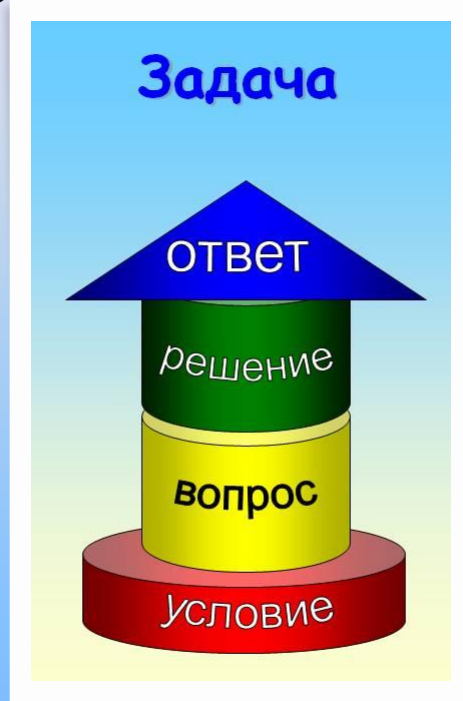 Задача
ответ
решение
вопрос
условие